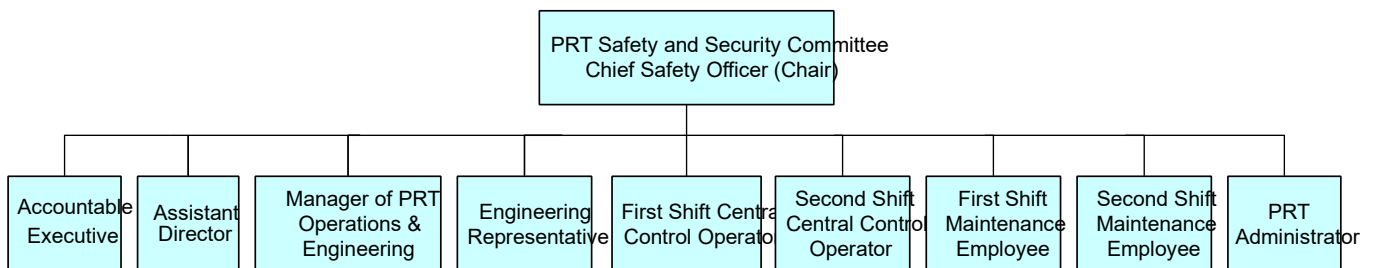 PRT Safety and Security Committee
Chief Safety Officer (Chair)
Accountable
Executive
Assistant
Director
Manager of PRT
Operations &
Engineering
Engineering
Representative
First Shift Centra
Control Operato
Second Shift
Central Control
Operator
First Shift
Maintenance
Employee
Second Shift
Maintenance
Employee
PRT
Administrator